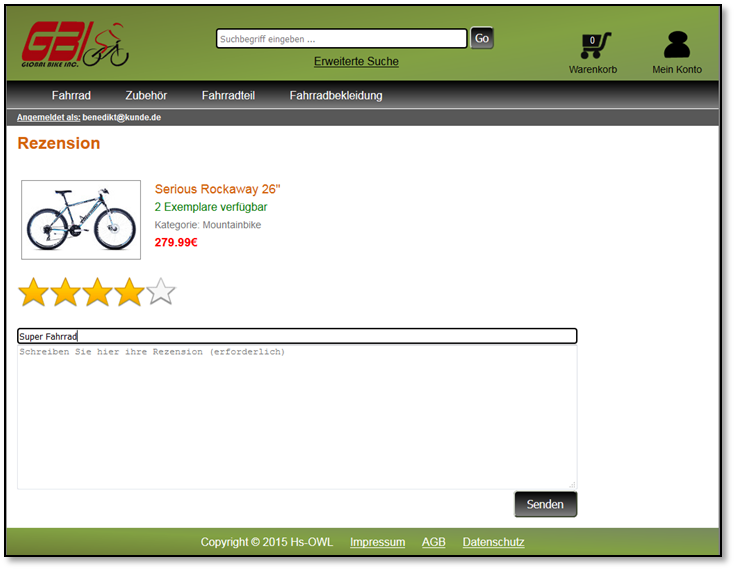 GBI
GLOBAL BIKE INC.
Suchbegriff eingeben ...
Go
Erweiterte Suche
0
Warenkorb
Mein Konto
Fahrrad Zubehör Fahrradteil Fahrradbekleidung
Angemeldet als: benedikt@kunde.de
Rezension
Serious Rockaway 26"
2 Exemplare verfügbar
Kategorie: Mountainbike
279.99€
Super Fahrrad
Schreiben Sie hier ihre Rezension (erforderlich)
Senden
Copyright © 2015 Hs-OWL Impressum AGB Datenschutz